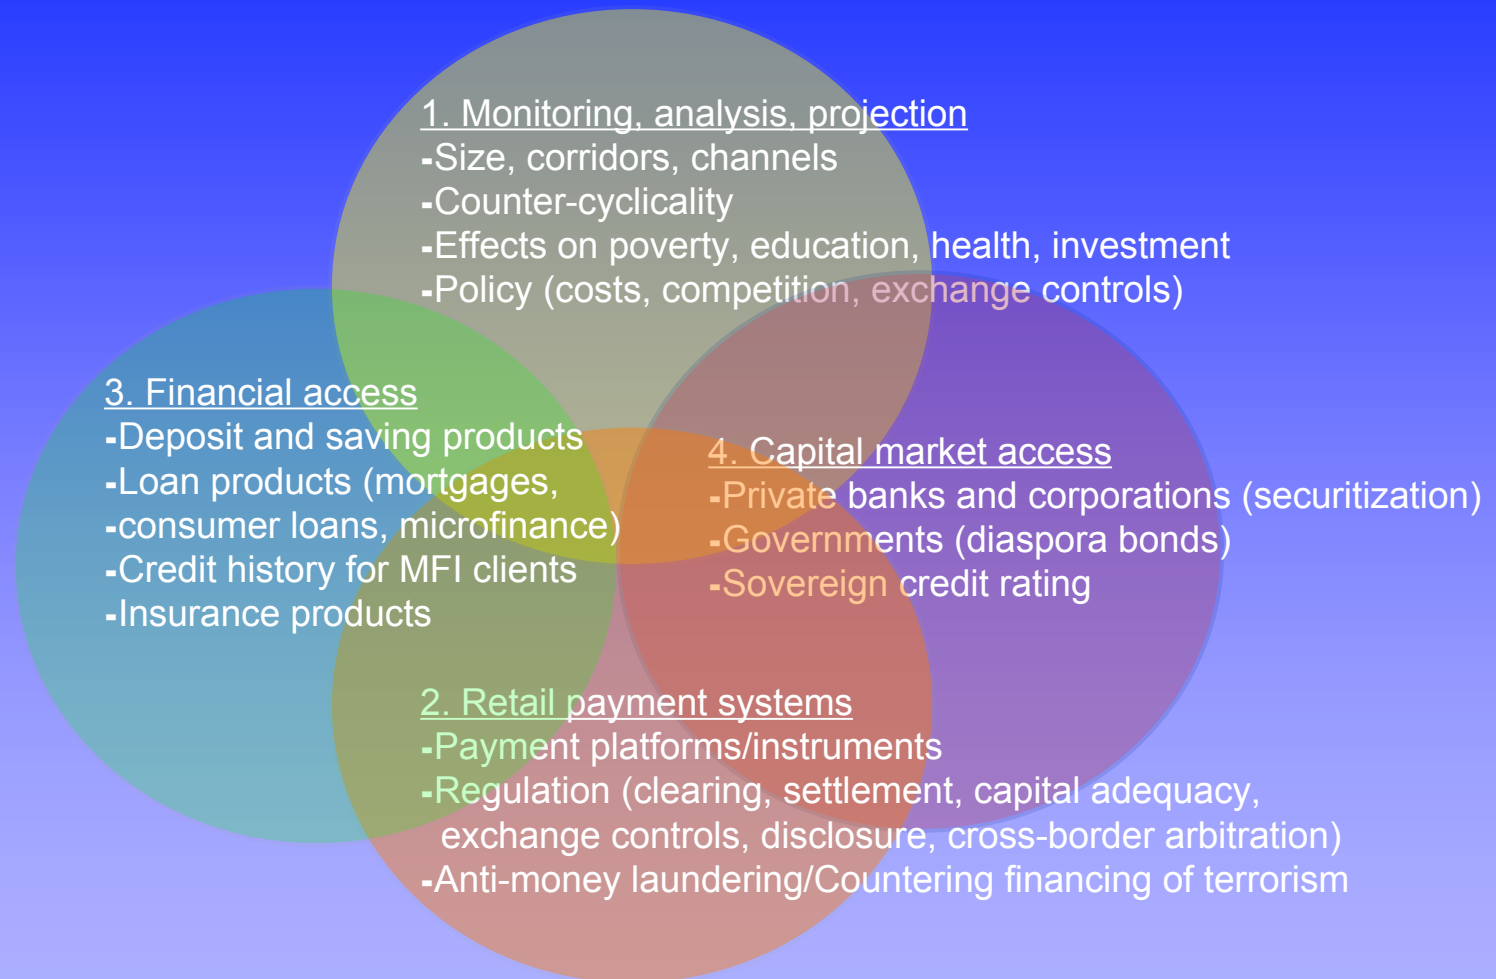 1. Monitoring, analysis, projection
-Size, corridors, channels
-Counter-cyclicality
-Effects on poverty, education, health, investment
-Policy (costs, competition, exchange controls)
3. Financial access
-Deposit and saving products
-Loan products (mortgages,
-consumer loans, microfinance)
-Credit history for MFI clients
-Insurance products
4. Capital market access
-Private banks and corporations (securitization)
-Governments (diaspora bonds)
-Sovereign credit rating
2. Retail payment systems
-Payment platforms/instruments
-Regulation (clearing, settlement, capital adequacy,
exchange controls, disclosure, cross-border arbitration)
-Anti-money laundering/Countering financing of terrorism